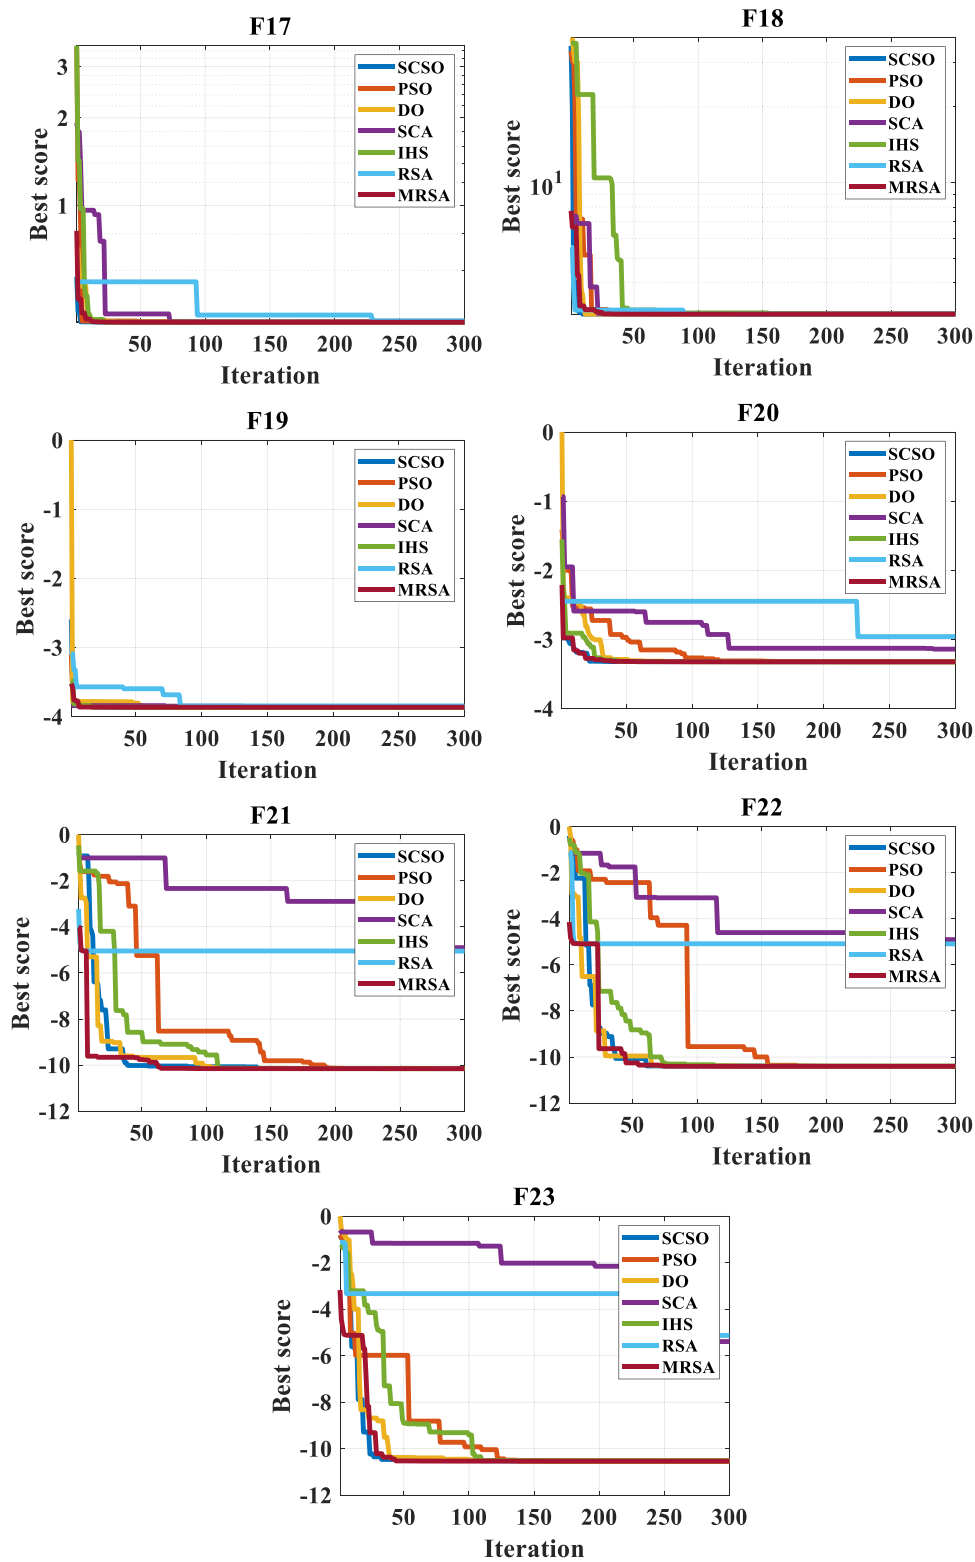 F17
Best score
3
2
1
SCSO
PSO
DO
SCA
IHS
RSA
MRSA
50 100 150 200 250 300
Iteration
F18
Best score
10^1
SCSO
PSO
DO
SCA
IHS
RSA
MRSA
50 100 150 200 250 300
Iteration
F19
Best score
0
-1
-2
-3
-4
SCSO
PSO
DO
SCA
IHS
RSA
MRSA
50 100 150 200 250 300
Iteration
F20
Best score
0
-1
-2
-3
-4
SCSO
PSO
DO
SCA
IHS
RSA
MRSA
50 100 150 200 250 300
Iteration
F21
Best score
0
-2
-4
-6
-8
-10
-12
SCSO
PSO
DO
SCA
IHS
RSA
MRSA
50 100 150 200 250 300
Iteration
F22
Best score
0
-2
-4
-6
-8
-10
-12
SCSO
PSO
DO
SCA
IHS
RSA
MRSA
50 100 150 200 250 300
Iteration
F23
Best score
0
-2
-4
-6
-8
-10
-12
SCSO
PSO
DO
SCA
IHS
RSA
MRSA
50 100 150 200 250 300
Iteration